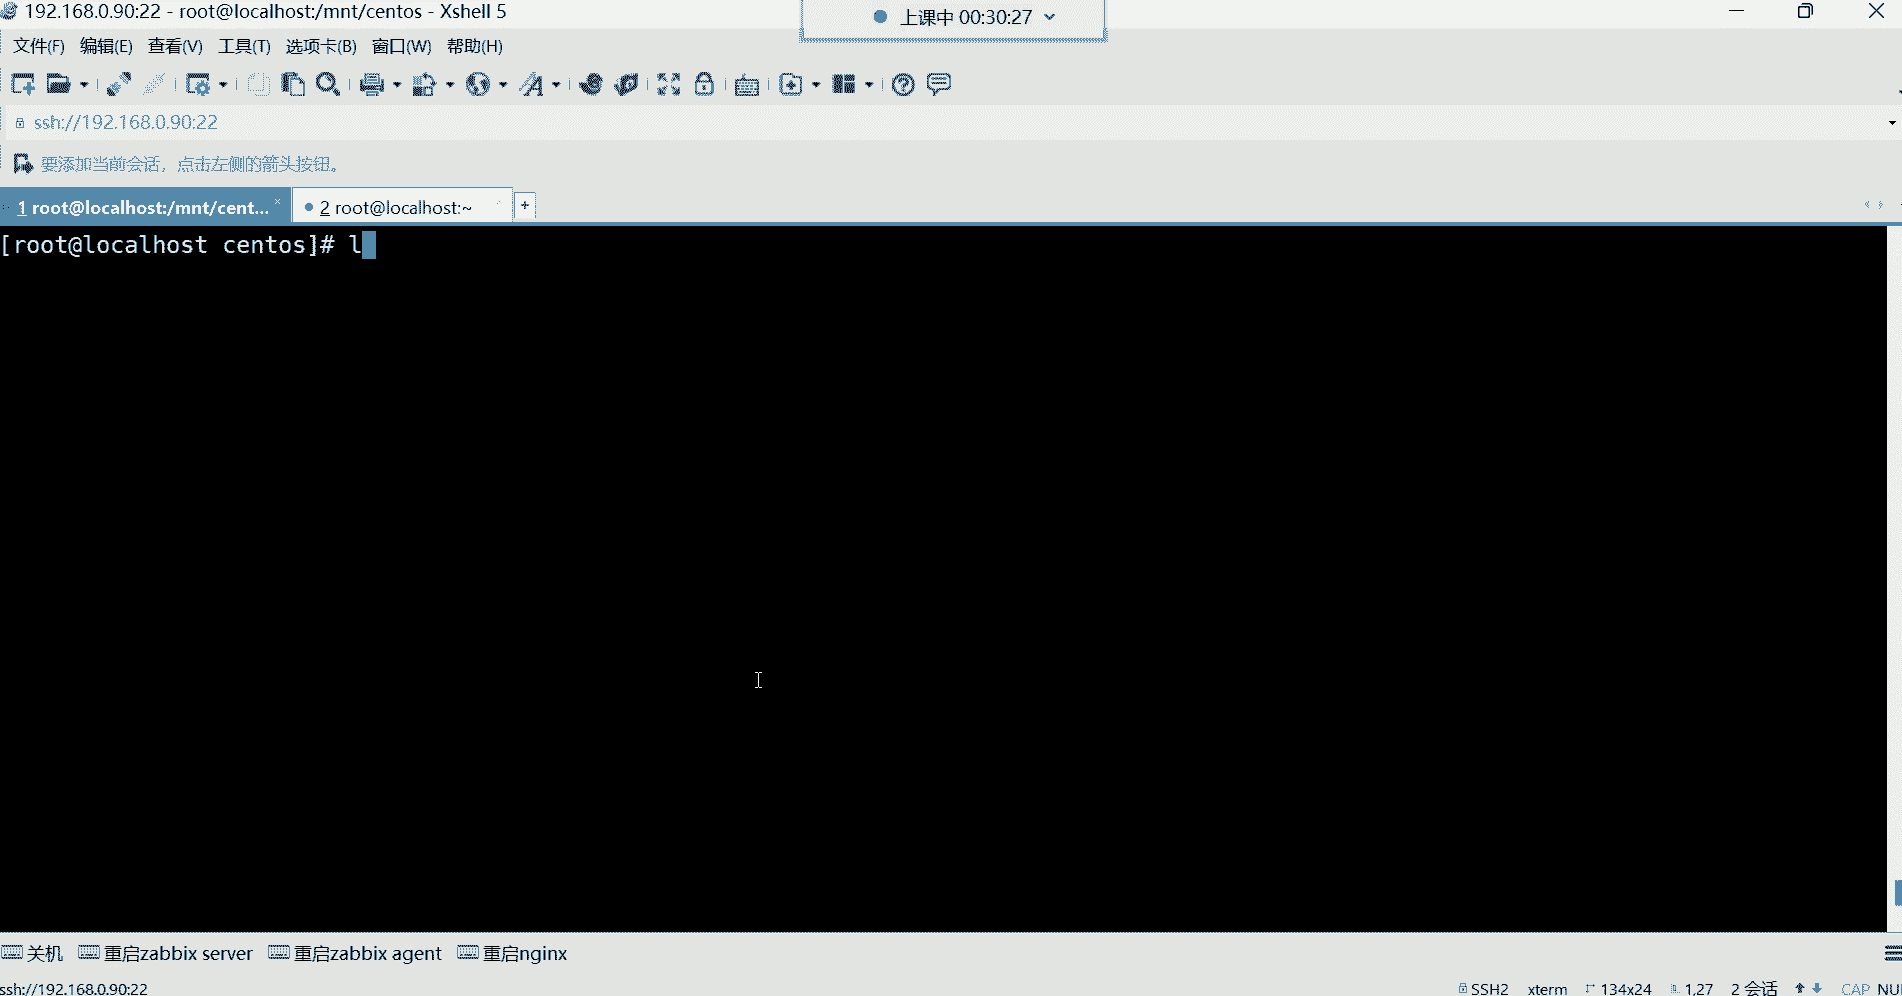 192.168.0.90:22 - root@localhost:/mnt/centos - Xshell 5
上课中 00:30:27
文件(F) 编辑(E) 查看(V) 工具(T) 选项卡(B) 窗口(W) 帮助(H)
ssh://192.168.0.90:22
要添加当前会话，点击左侧的箭头按钮。
1 root@localhost:/mnt/cent... 2 root@localhost:~ +
[root@localhost centos]# l
关机 重启zabbix server 重启zabbix agent 重启nginx
ssh://192.168.0.90:22 SSH2 xterm 134x24 1,27 2 会话 CAP NU